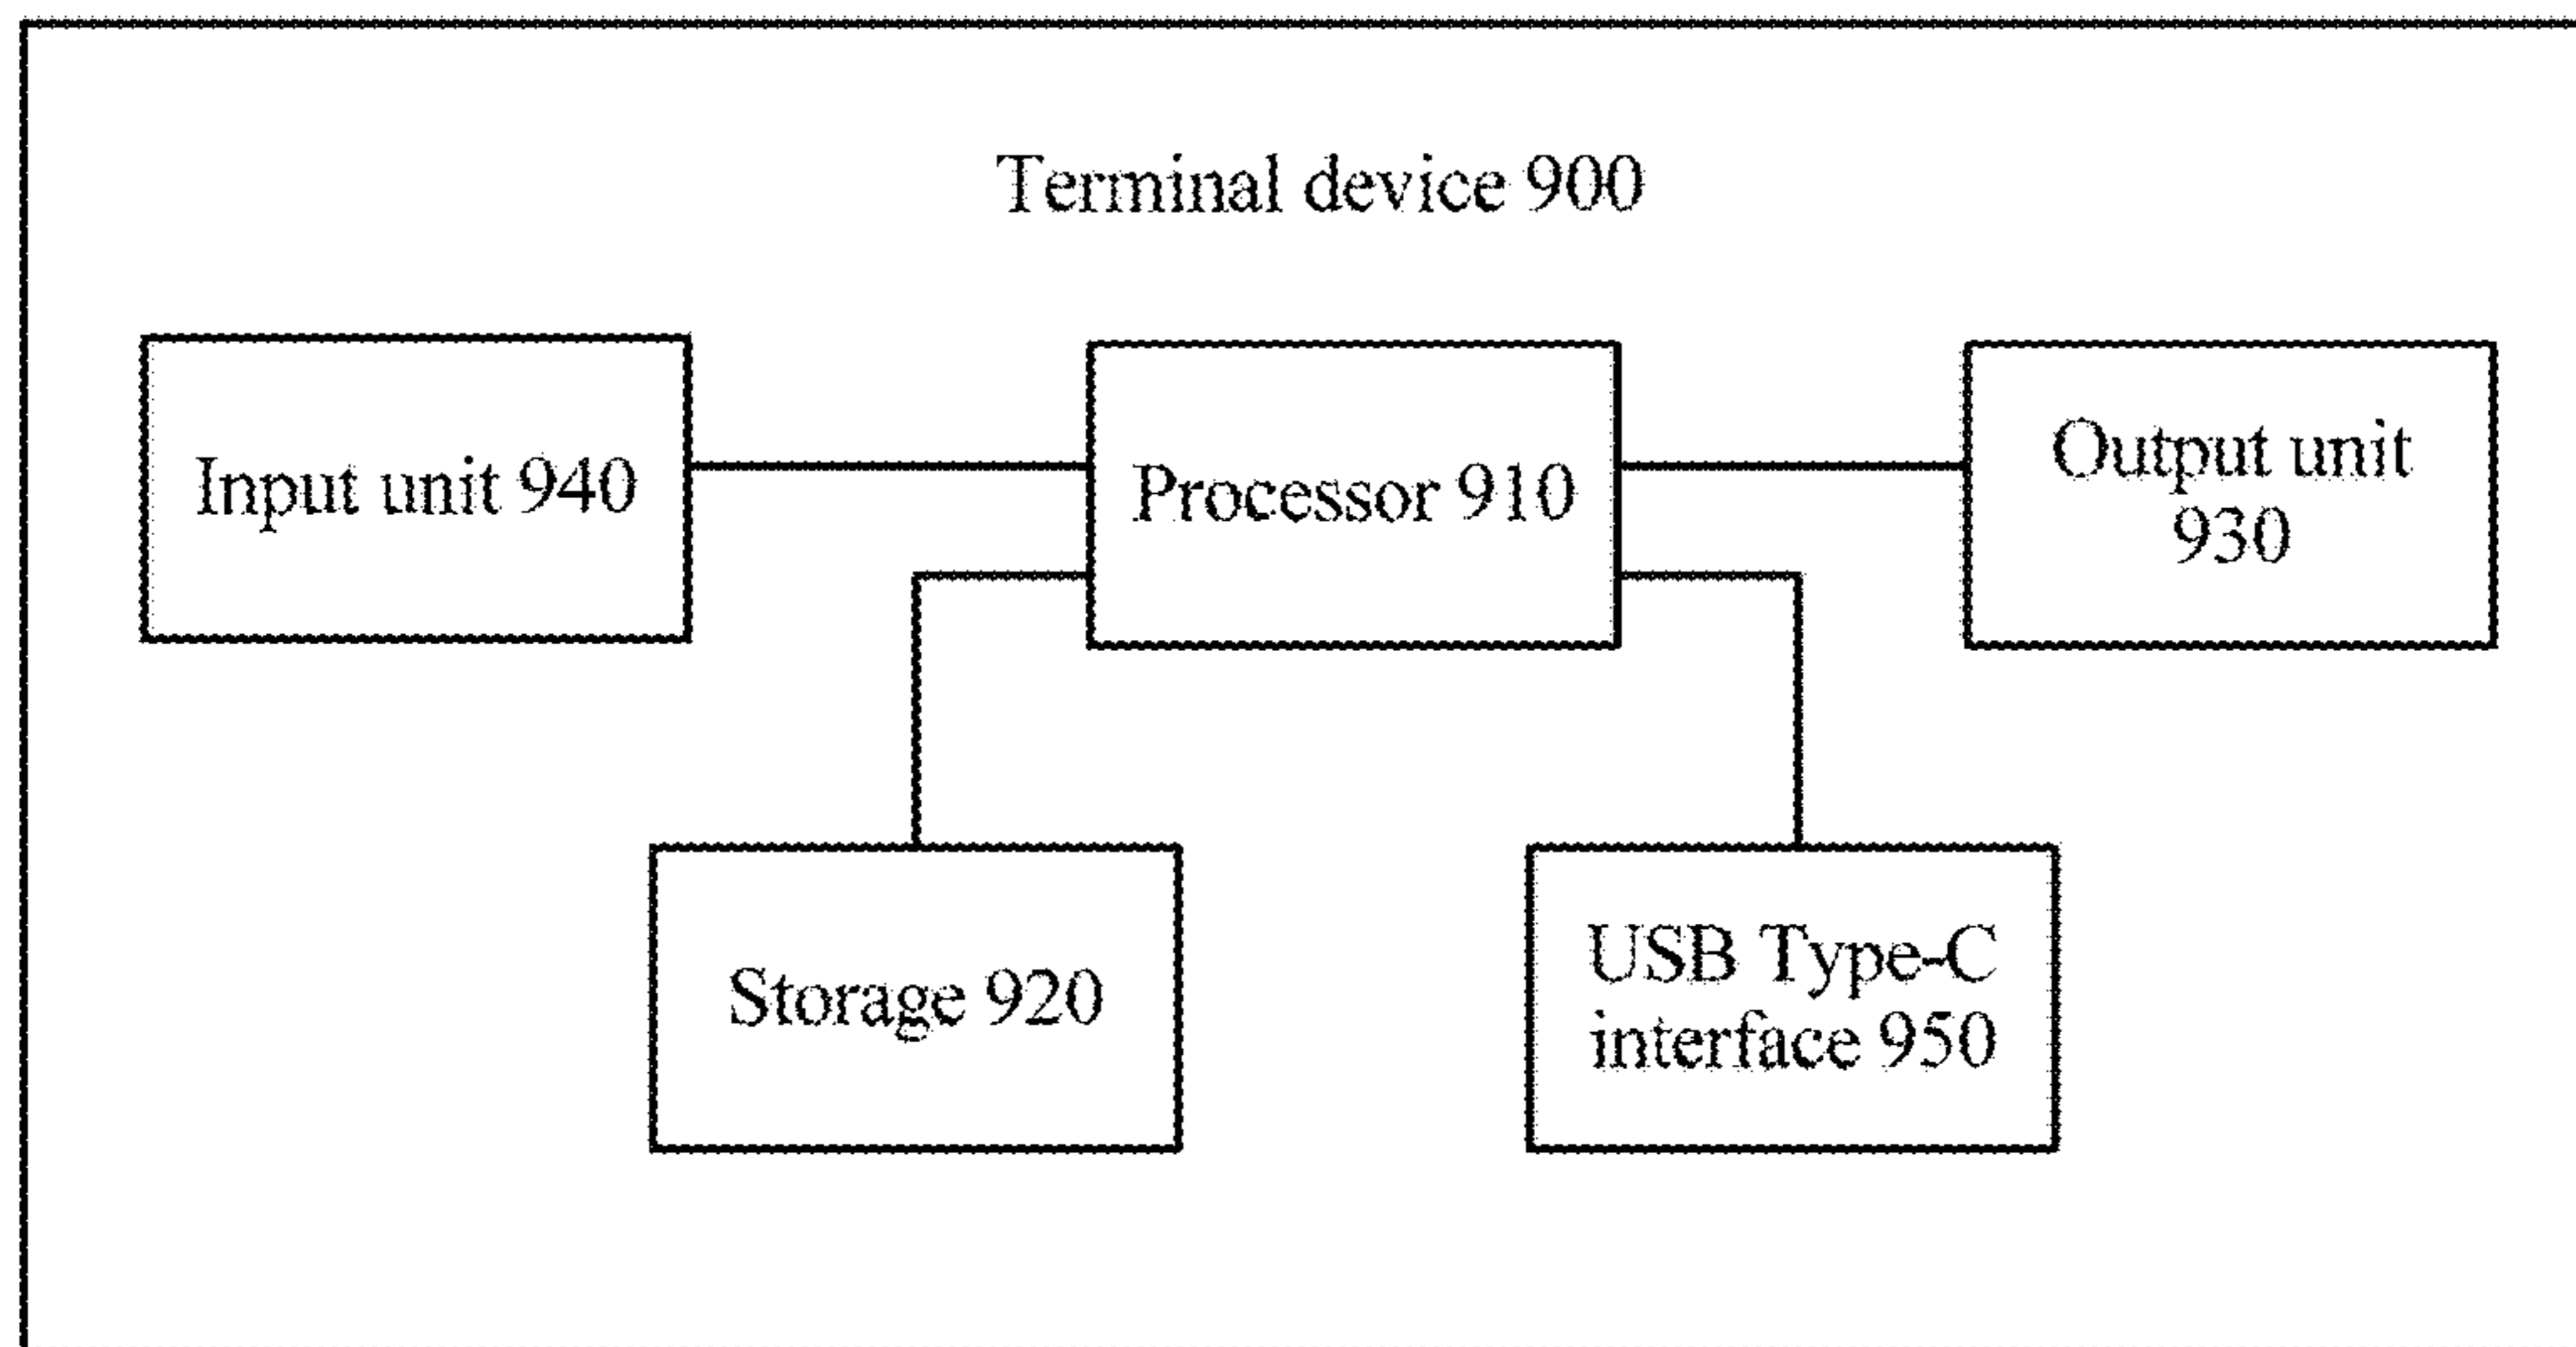 Terminal device 900
Input unit 940
Processor 910
Output unit
930
Storage 920
USB Type-C
interface 950